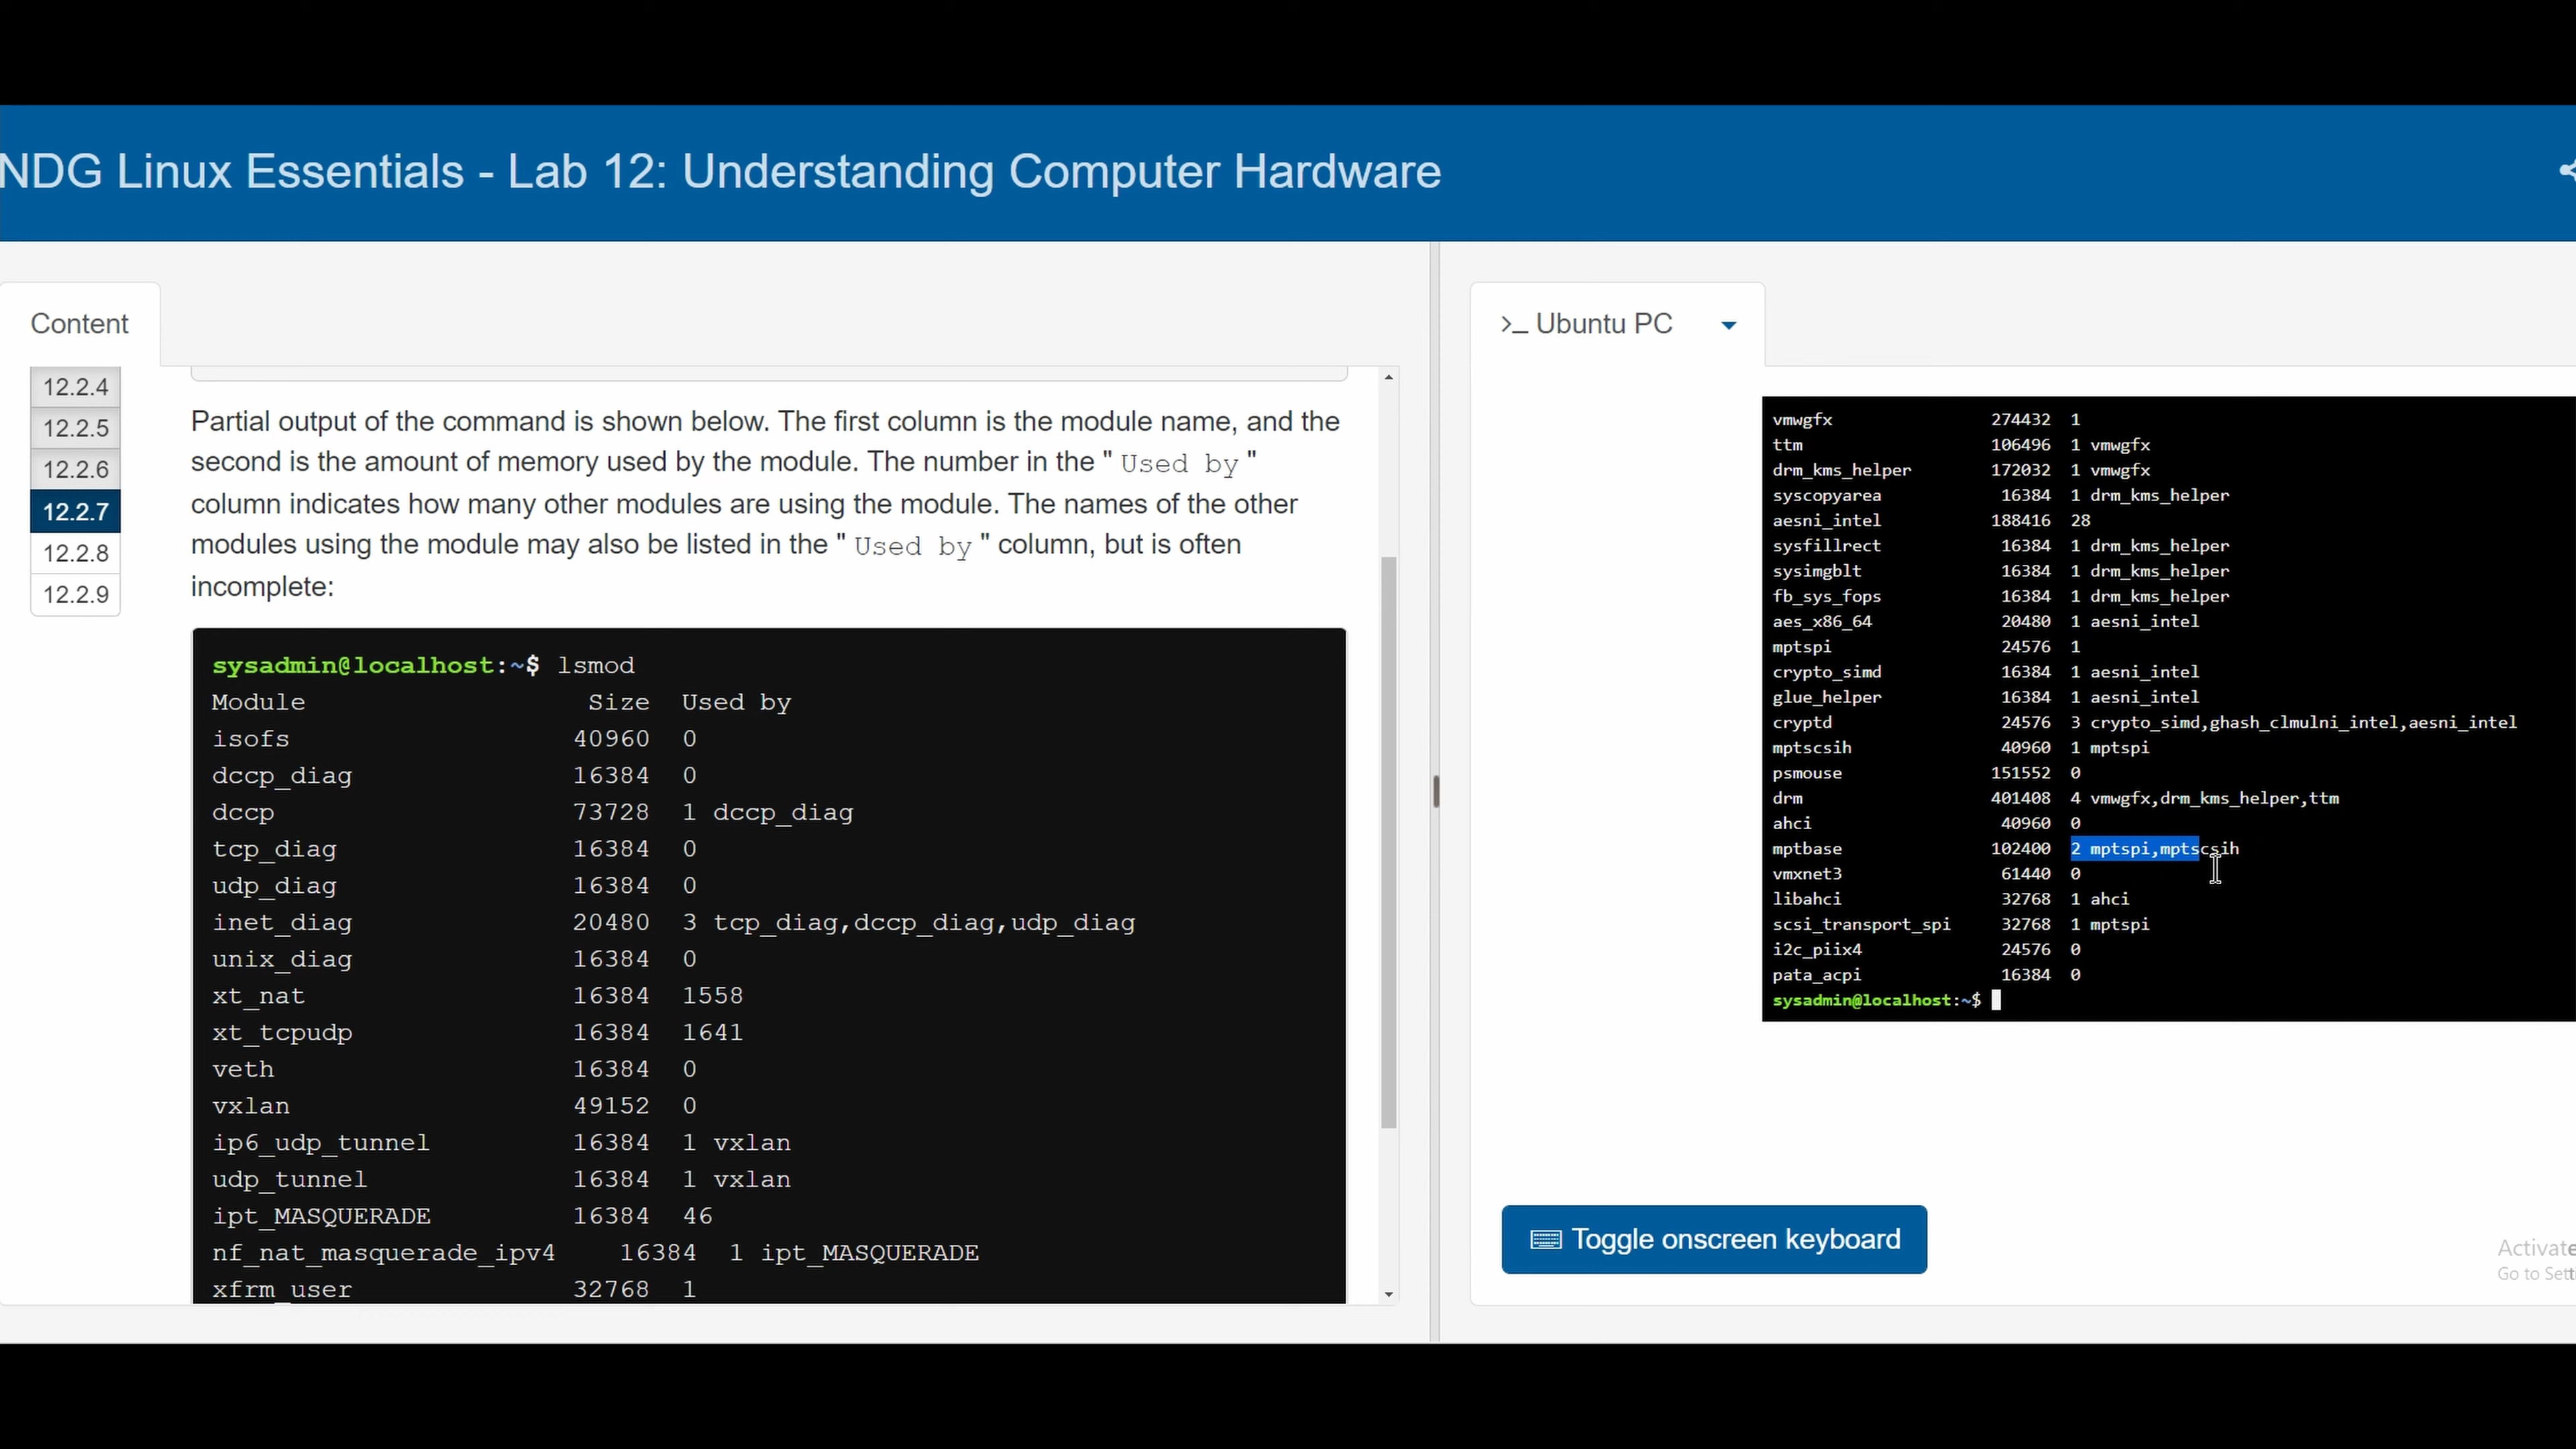 NDG Linux Essentials - Lab 12: Understanding Computer Hardware
Content
12.2.4
12.2.5
12.2.6
12.2.7
12.2.8
12.2.9
Partial output of the command is shown below. The first column is the module name, and the
second is the amount of memory used by the module. The number in the " Used by "
column indicates how many other modules are using the module. The names of the other
modules using the module may also be listed in the " Used by " column, but is often
incomplete:
sysadmin@localhost:~$ lsmod
Module Size Used by
isofs 40960 0
dccp_diag 16384 0
dccp 73728 1 dccp_diag
tcp_diag 16384 0
udp_diag 16384 0
inet_diag 20480 3 tcp_diag,dccp_diag,udp_diag
unix_diag 16384 0
xt_nat 16384 1558
xt_tcpudp 16384 1641
veth 16384 0
vxlan 49152 0
ip6_udp_tunnel 16384 1 vxlan
udp_tunnel 16384 1 vxlan
ipt_MASQUERADE 16384 46
nf_nat_masquerade_ipv4 16384 1 ipt_MASQUERADE
xfrm_user 32768 1
>_ Ubuntu PC
vmwgfx 274432 1
ttm 106496 1 vmwgfx
drm_kms_helper 172032 1 vmwgfx
syscopyarea 16384 1 drm_kms_helper
aesni_intel 188416 28
sysfillrect 16384 1 drm_kms_helper
sysimgblt 16384 1 drm_kms_helper
fb_sys_fops 16384 1 drm_kms_helper
aes_x86_64 20480 1 aesni_intel
mptspi 24576 1
crypto_simd 16384 1 aesni_intel
glue_helper 16384 1 aesni_intel
cryptd 24576 3 crypto_simd,ghash_clmulni_intel,aesni_intel
mptscsih 40960 1 mptspi
psmouse 151552 0
drm 401408 4 vmwgfx,drm_kms_helper,ttm
ahci 40960 0
mptbase 102400 2 mptspi,mptscsih
vmxnet3 61440 0
libahci 32768 1 ahci
scsi_transport_spi 32768 1 mptspi
i2c_piix4 24576 0
pata_acpi 16384 0
sysadmin@localhost:~$
Toggle onscreen keyboard
Activate
Go to Sett